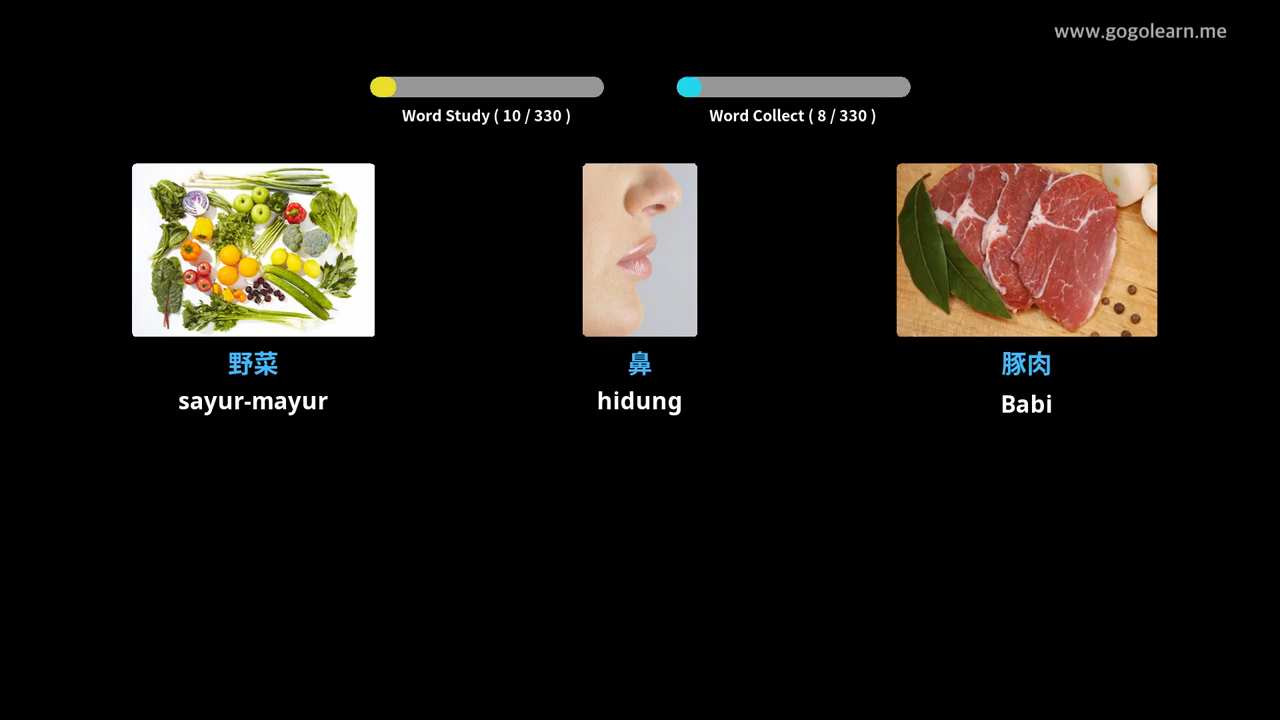 www.gogolearn.me
Word Study ( 10 / 330 )
Word Collect ( 8 / 330 )
野菜
sayur-mayur
鼻
hidung
豚肉
Babi